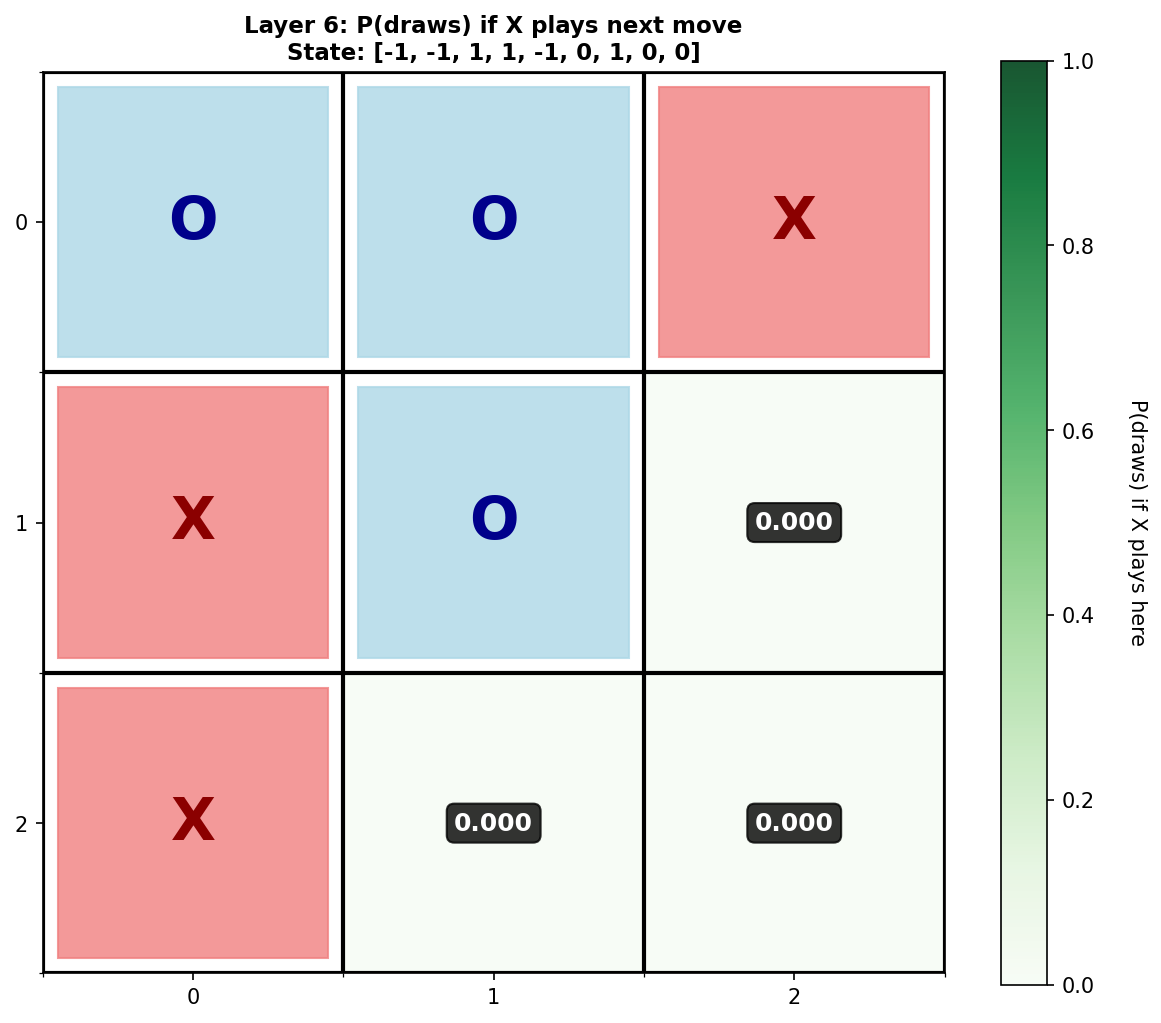 Layer 6: P(draws) if X plays next move
State: [-1, -1, 1, 1, -1, 0, 1, 0, 0]
0
O
O
X
1
X
O
0.000
2
X
0.000
0.000
0
1
2
1.0
0.8
0.6
0.4
0.2
0.0
P(draws) if X plays here